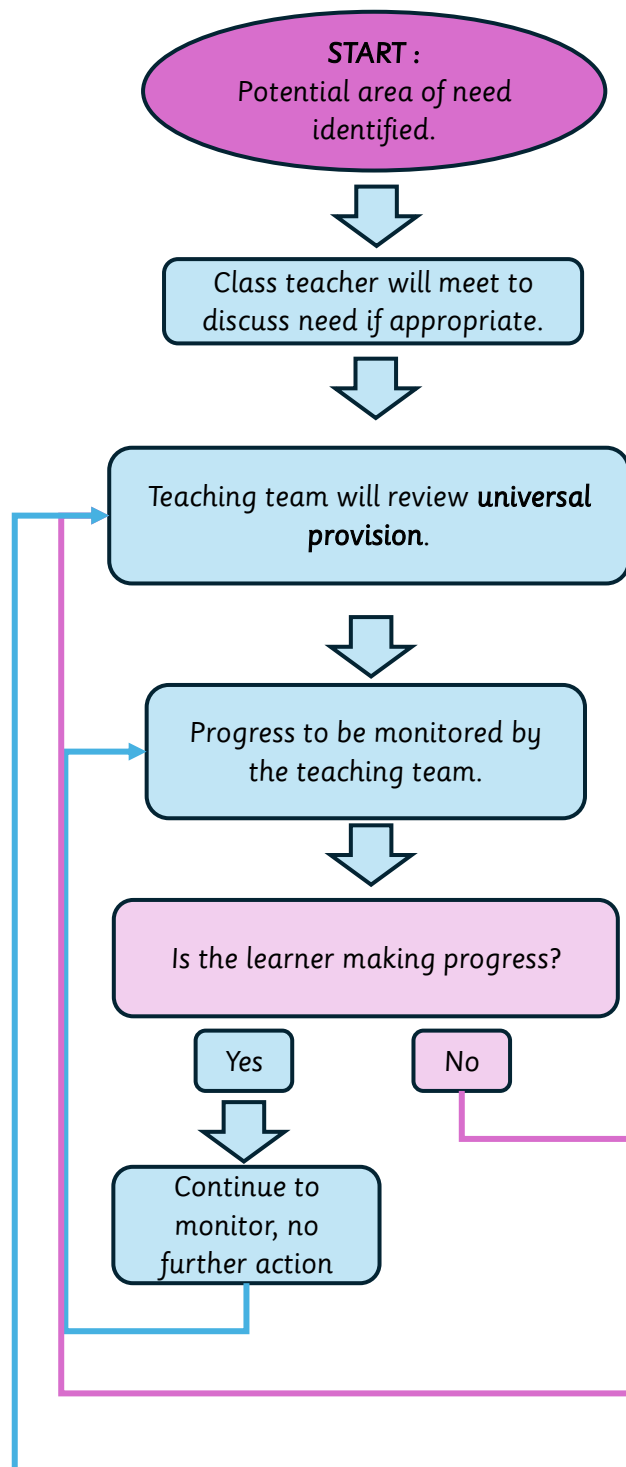 START :
Potential area of need
identified.
Class teacher will meet to
discuss need if appropriate.
Teaching team will review universal
provision.
Progress to be monitored by
the teaching team.
Is the learner making progress?
Yes
No
Continue to
monitor, no
further action